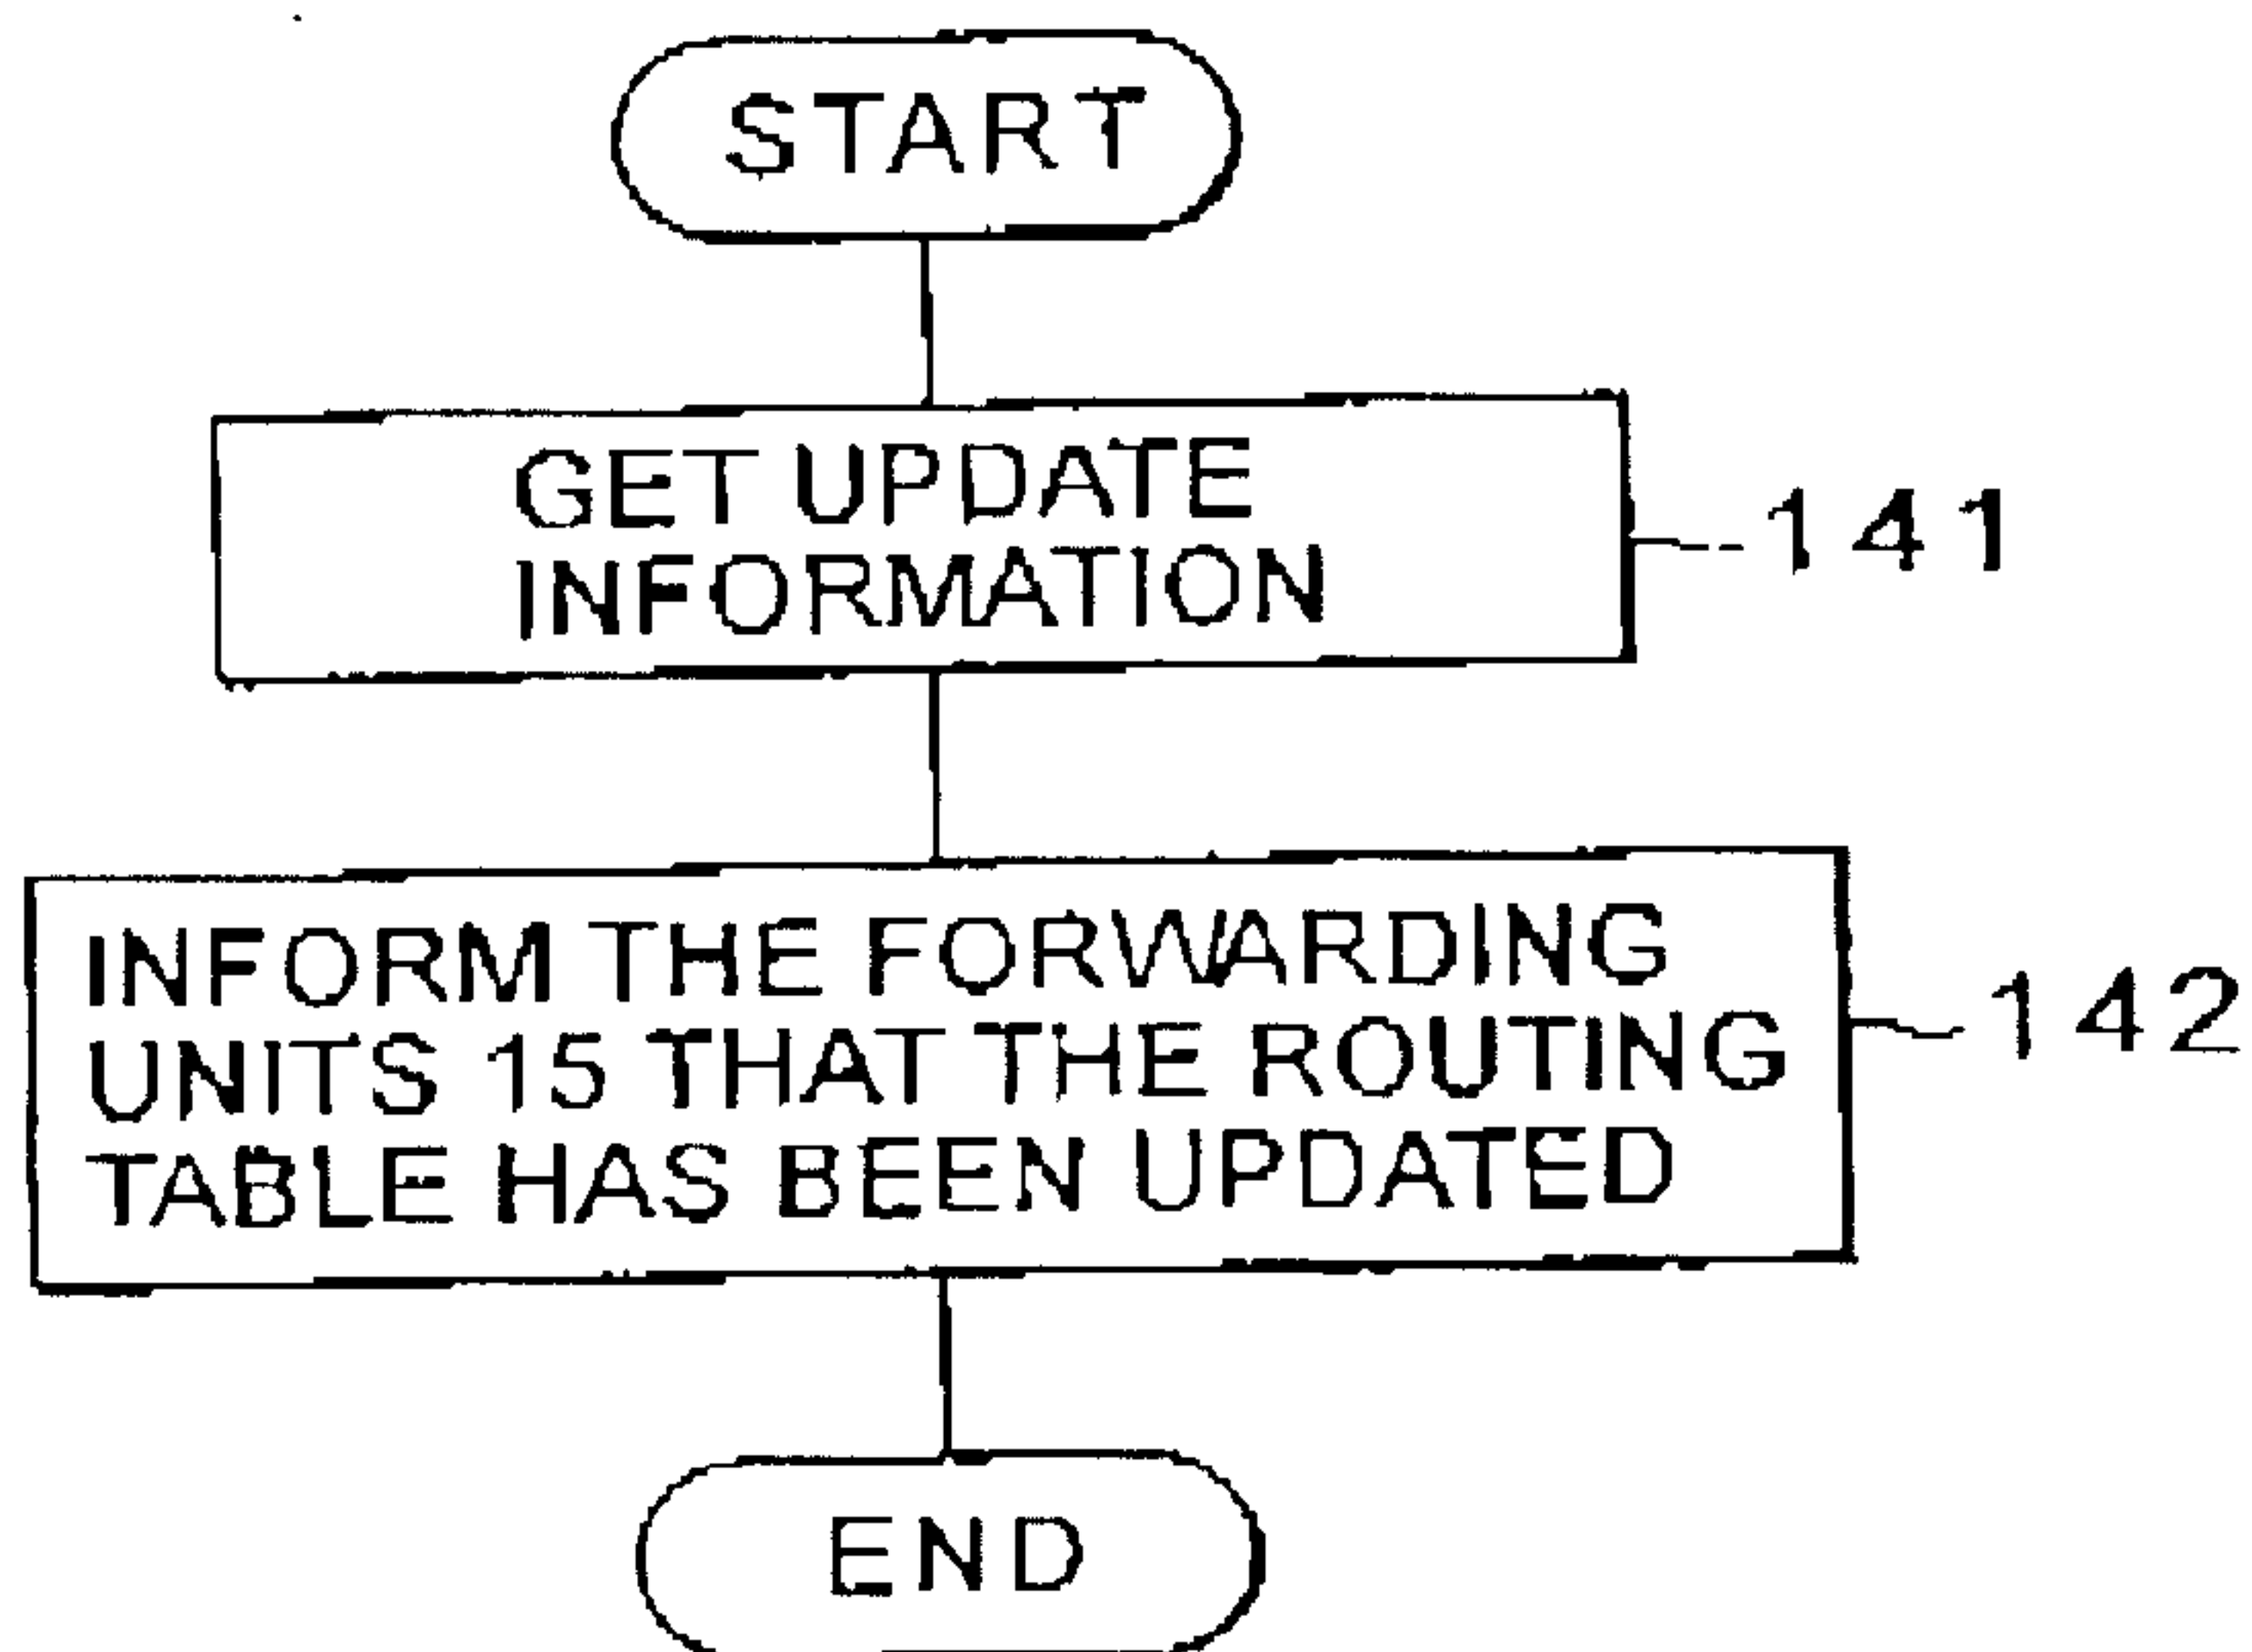 START
GET UPDATE
INFORMATION
141
INFORM THE FORWARDING
UNITS 15 THAT THE ROUTING
TABLE HAS BEEN UPDATED
142
END